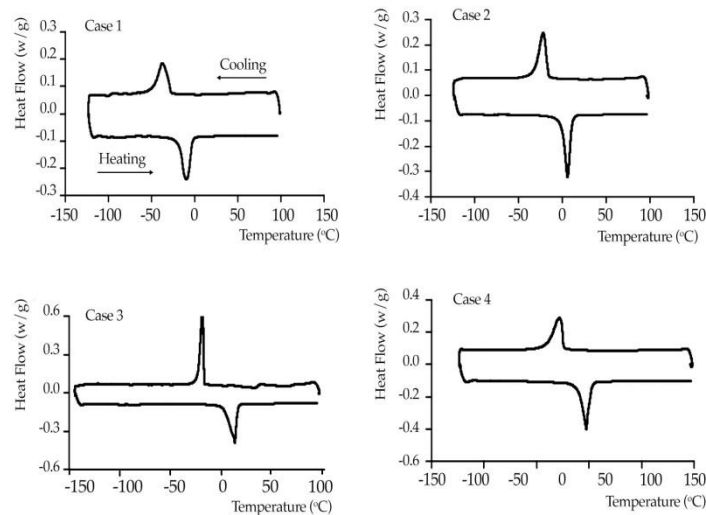 Case 1
Heat Flow (w/g)
0.3
0.2
0.1
0.0
-0.1
-0.2
-0.3
Cooling
Heating
-150 -100 -50 0 50 100 150
Temperature (°C)
Case 2
Heat Flow (w/g)
0.3
0.2
0.1
0.0
-0.1
-0.2
-0.3
-0.4
-150 -100 -50 0 50 100 150
Temperature (°C)
Case 3
Heat Flow (w/g)
0.6
0.3
0.0
-0.3
-0.6
-150 -100 -50 0 50 100
Temperature (°C)
Case 4
Heat Flow (w/g)
0.4
0.2
0.0
-0.2
-0.4
-0.6
-150 -100 -50 0 50 100 150
Temperature (°C)